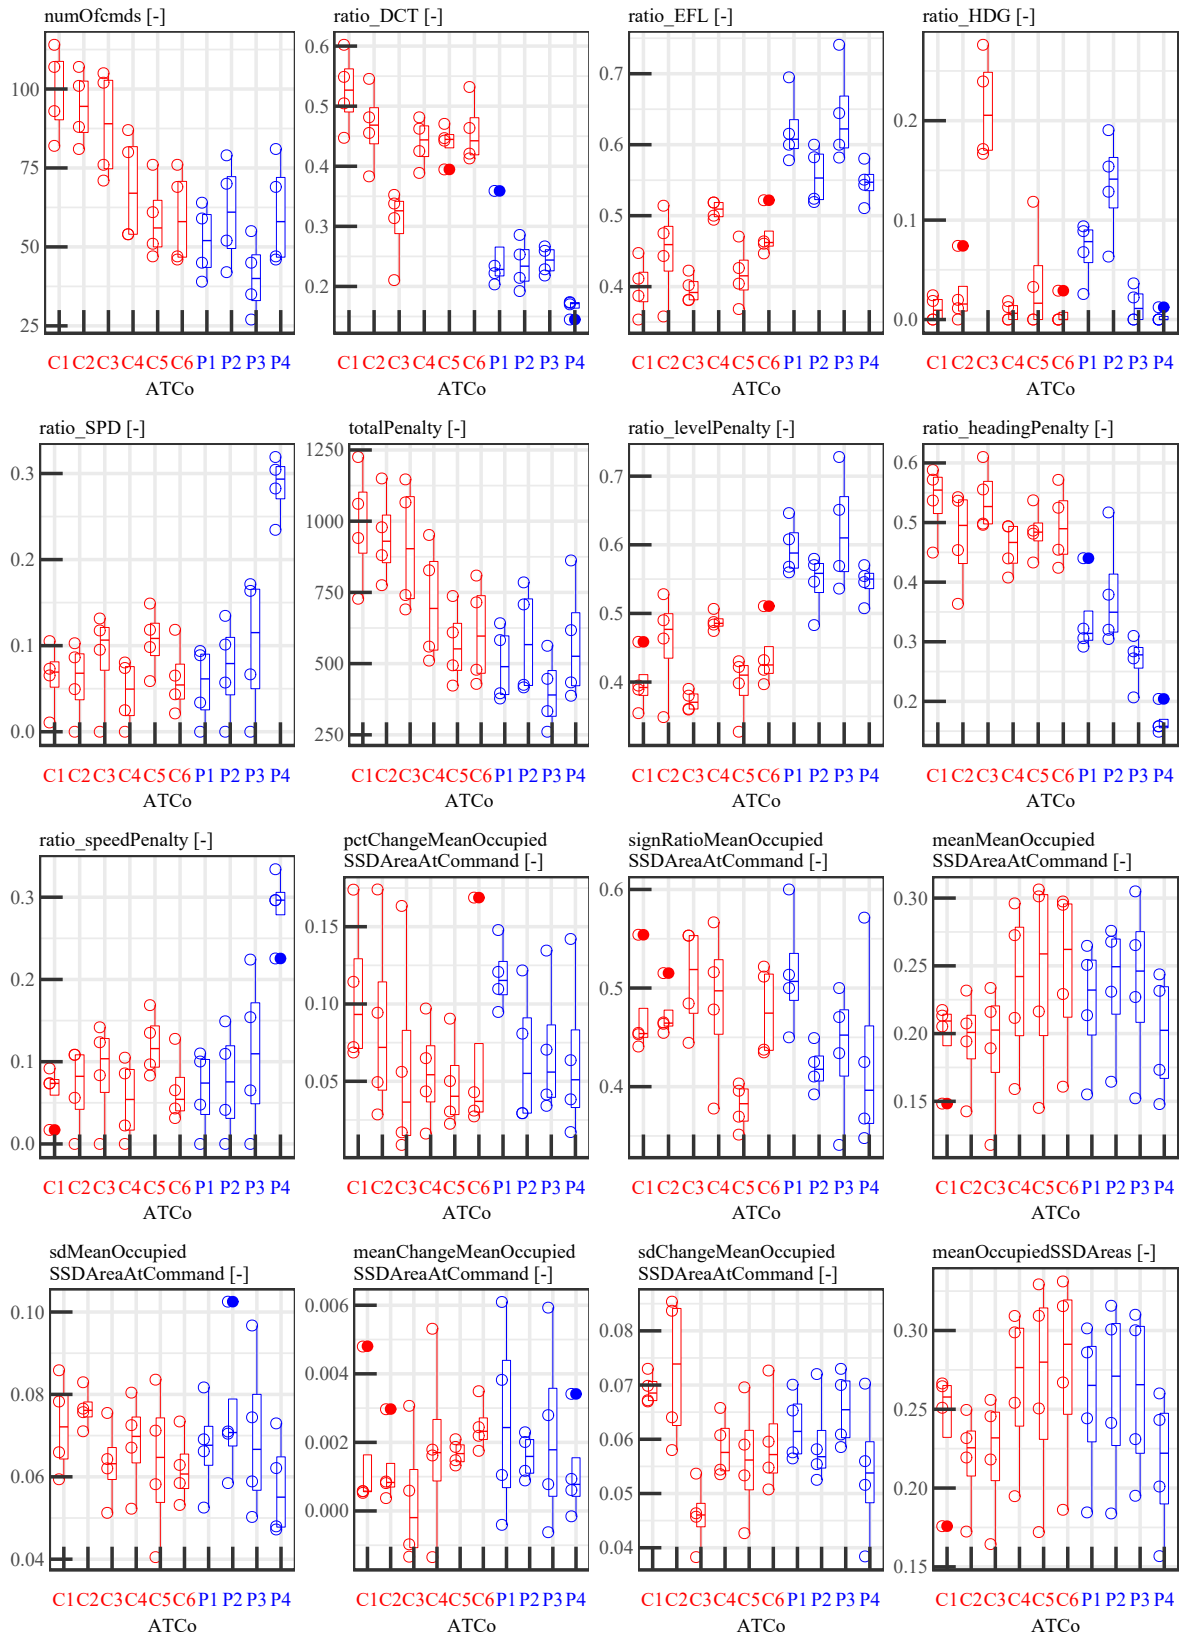 numOfcmds [-]
ratio_DCT [-]
ratio_EFL [-]
ratio_HDG [-]
100
75
50
25
0.6
0.5
0.4
0.3
0.2
0.7
0.6
0.5
0.4
0.2
0.1
0.0
C1 C2 C3 C4 C5 C6 P1 P2 P3 P4
C1 C2 C3 C4 C5 C6 P1 P2 P3 P4
C1 C2 C3 C4 C5 C6 P1 P2 P3 P4
C1 C2 C3 C4 C5 C6 P1 P2 P3 P4
ATCo
ATCo
ATCo
ATCo
ratio_SPD [-]
totalPenalty [-]
ratio_levelPenalty [-]
ratio_headingPenalty [-]
0.3
0.2
0.1
0.0
1250
1000
750
500
250
0.7
0.6
0.5
0.4
0.6
0.5
0.4
0.3
0.2
C1 C2 C3 C4 C5 C6 P1 P2 P3 P4
C1 C2 C3 C4 C5 C6 P1 P2 P3 P4
C1 C2 C3 C4 C5 C6 P1 P2 P3 P4
C1 C2 C3 C4 C5 C6 P1 P2 P3 P4
ATCo
ATCo
ATCo
ATCo
ratio_speedPenalty [-]
pctChangeMeanOccupied
SSDAreaAtCommand [-]
signRatioMeanOccupied
SSDAreaAtCommand [-]
meanMeanOccupied
SSDAreaAtCommand [-]
0.3
0.2
0.1
0.0
0.15
0.10
0.05
0.6
0.5
0.4
0.30
0.25
0.20
0.15
C1 C2 C3 C4 C5 C6 P1 P2 P3 P4
C1 C2 C3 C4 C5 C6 P1 P2 P3 P4
C1 C2 C3 C4 C5 C6 P1 P2 P3 P4
C1 C2 C3 C4 C5 C6 P1 P2 P3 P4
ATCo
ATCo
ATCo
ATCo
sdMeanOccupied
SSDAreaAtCommand [-]
meanChangeMeanOccupied
SSDAreaAtCommand [-]
sdChangeMeanOccupied
SSDAreaAtCommand [-]
meanOccupiedSSDAreas [-]
0.10
0.08
0.06
0.04
0.006
0.004
0.002
0.000
0.08
0.07
0.06
0.05
0.04
0.30
0.25
0.20
0.15
C1 C2 C3 C4 C5 C6 P1 P2 P3 P4
C1 C2 C3 C4 C5 C6 P1 P2 P3 P4
C1 C2 C3 C4 C5 C6 P1 P2 P3 P4
C1 C2 C3 C4 C5 C6 P1 P2 P3 P4
ATCo
ATCo
ATCo
ATCo